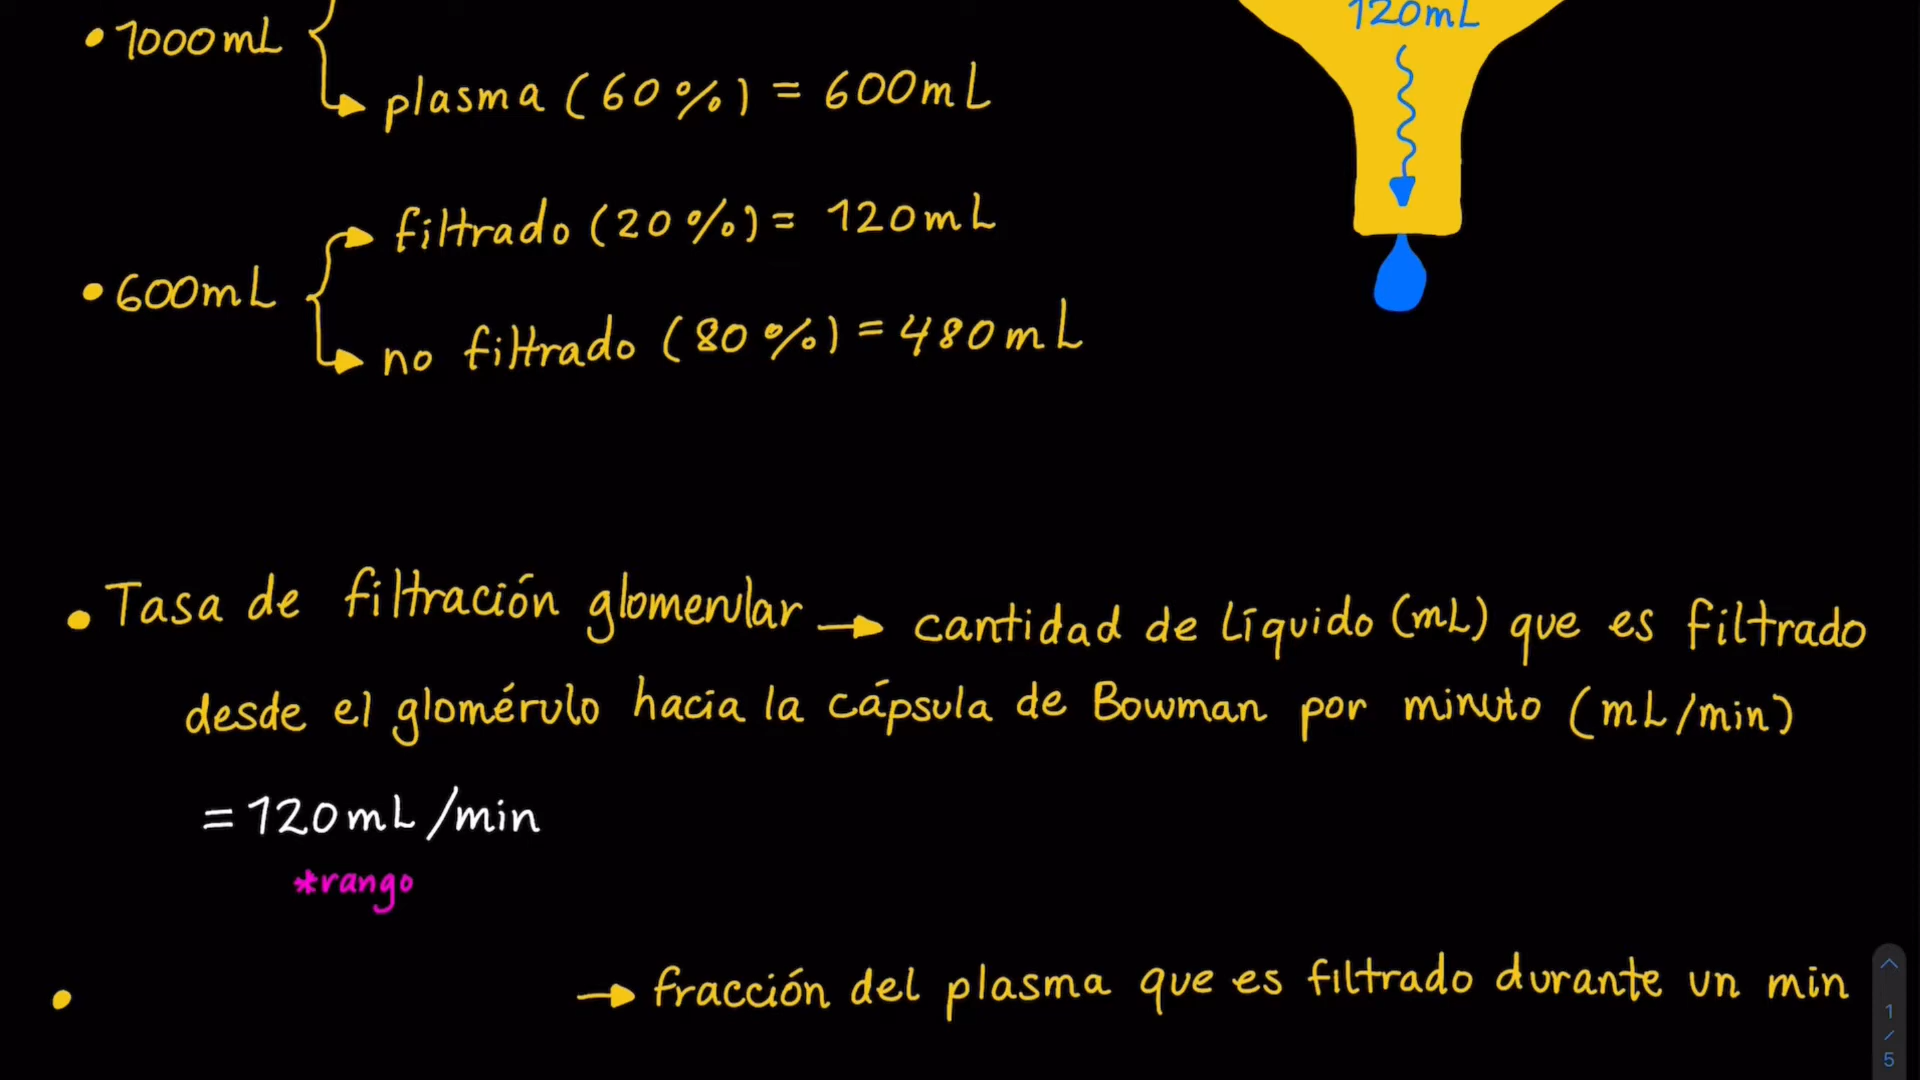 • 1000mL
120mL
plasma (60%) = 600mL
filtrado (20%) = 120mL
• 600mL
no filtrado (80%) = 480mL
• Tasa de filtración glomerular → cantidad de líquido (mL) que es filtrado
desde el glomérulo hacia la cápsula de Bowman por minuto (mL/min)
= 120mL/min
*rango
• → fracción del plasma que es filtrado durante un min
1
/
5